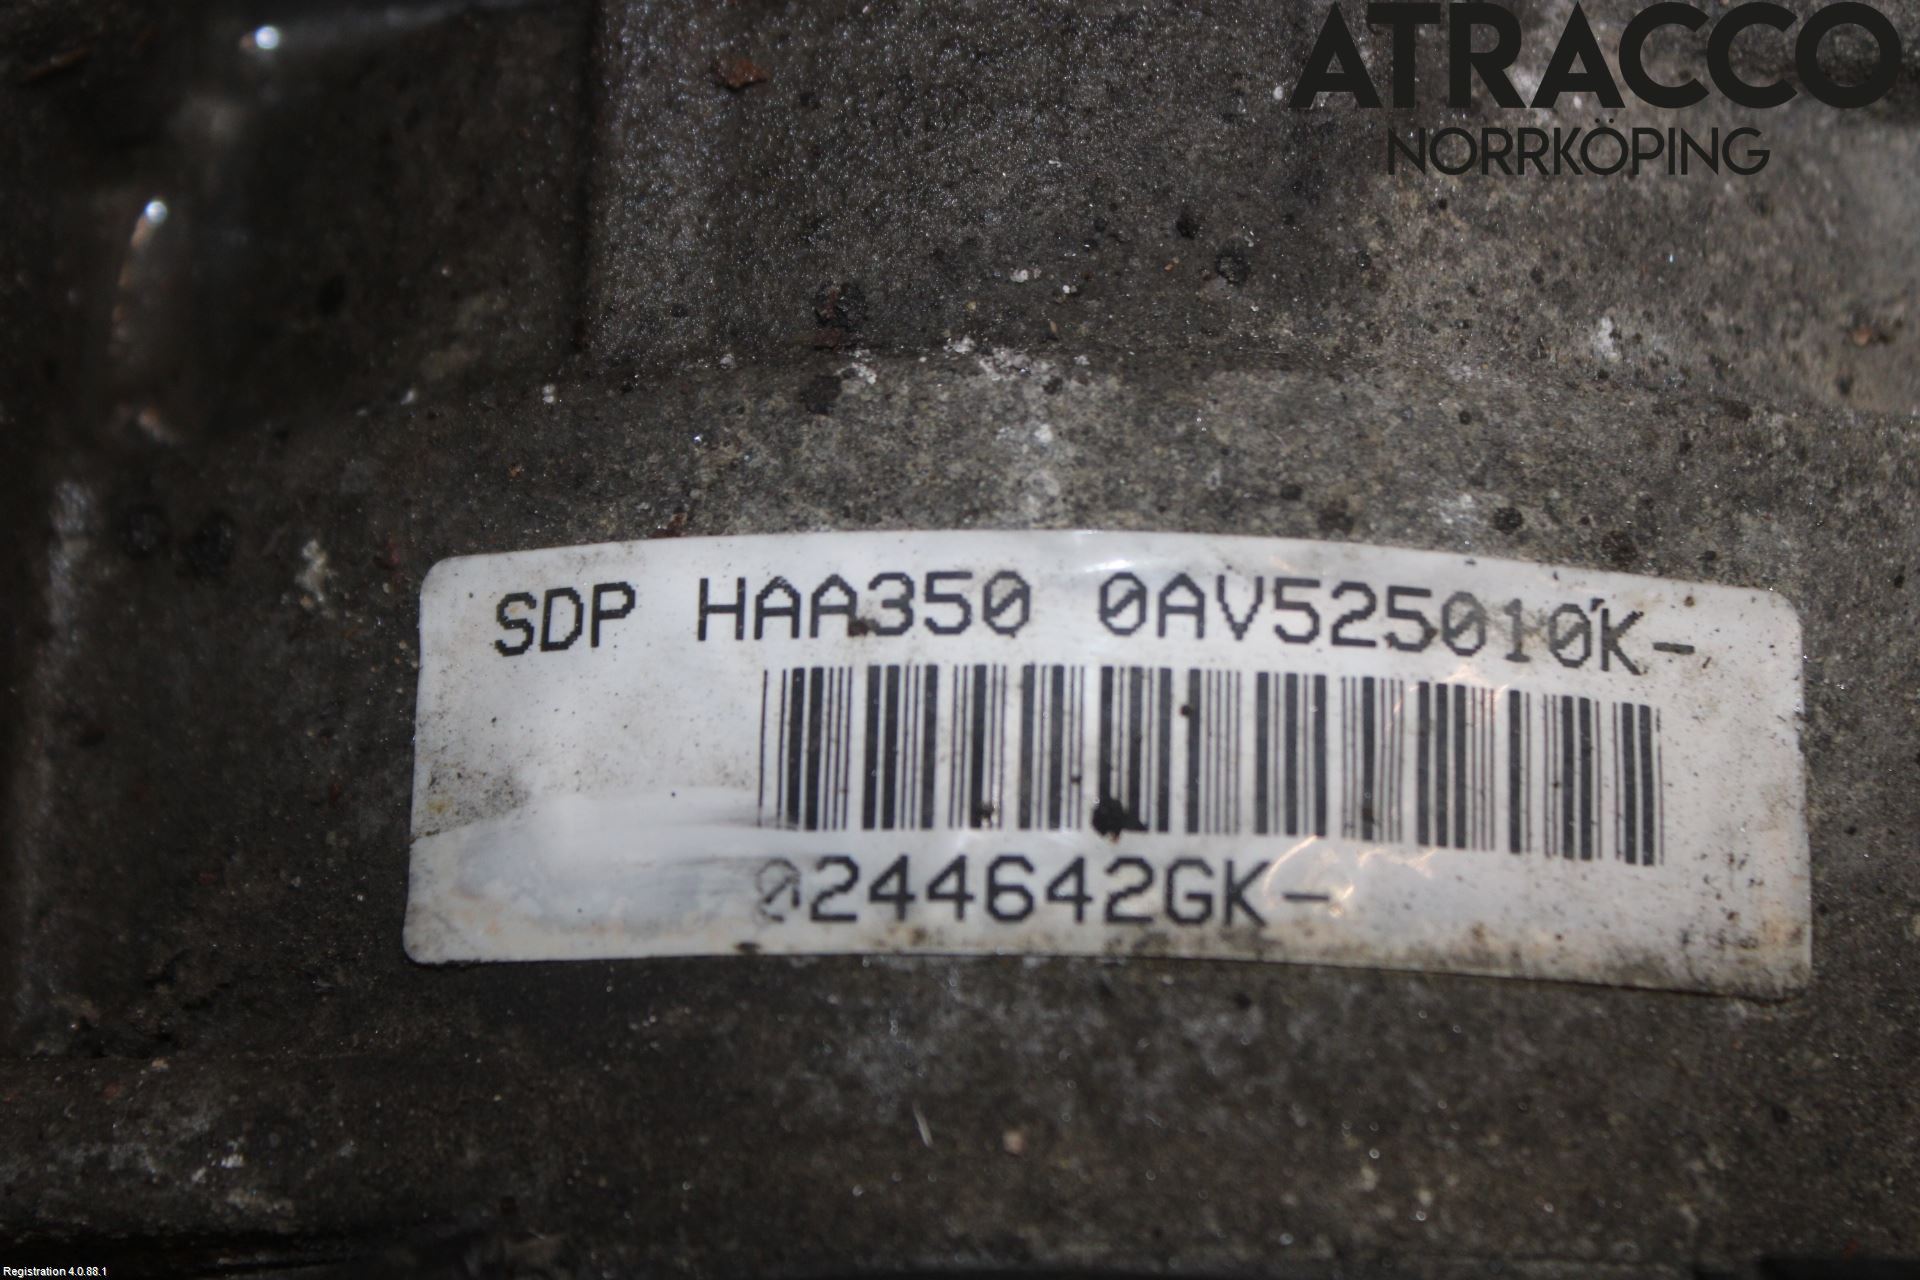 ATRACCO
NORRKÖPING
SDP HAA350 0AV525010K-
0244642GK-
Registration 4.0.88.1